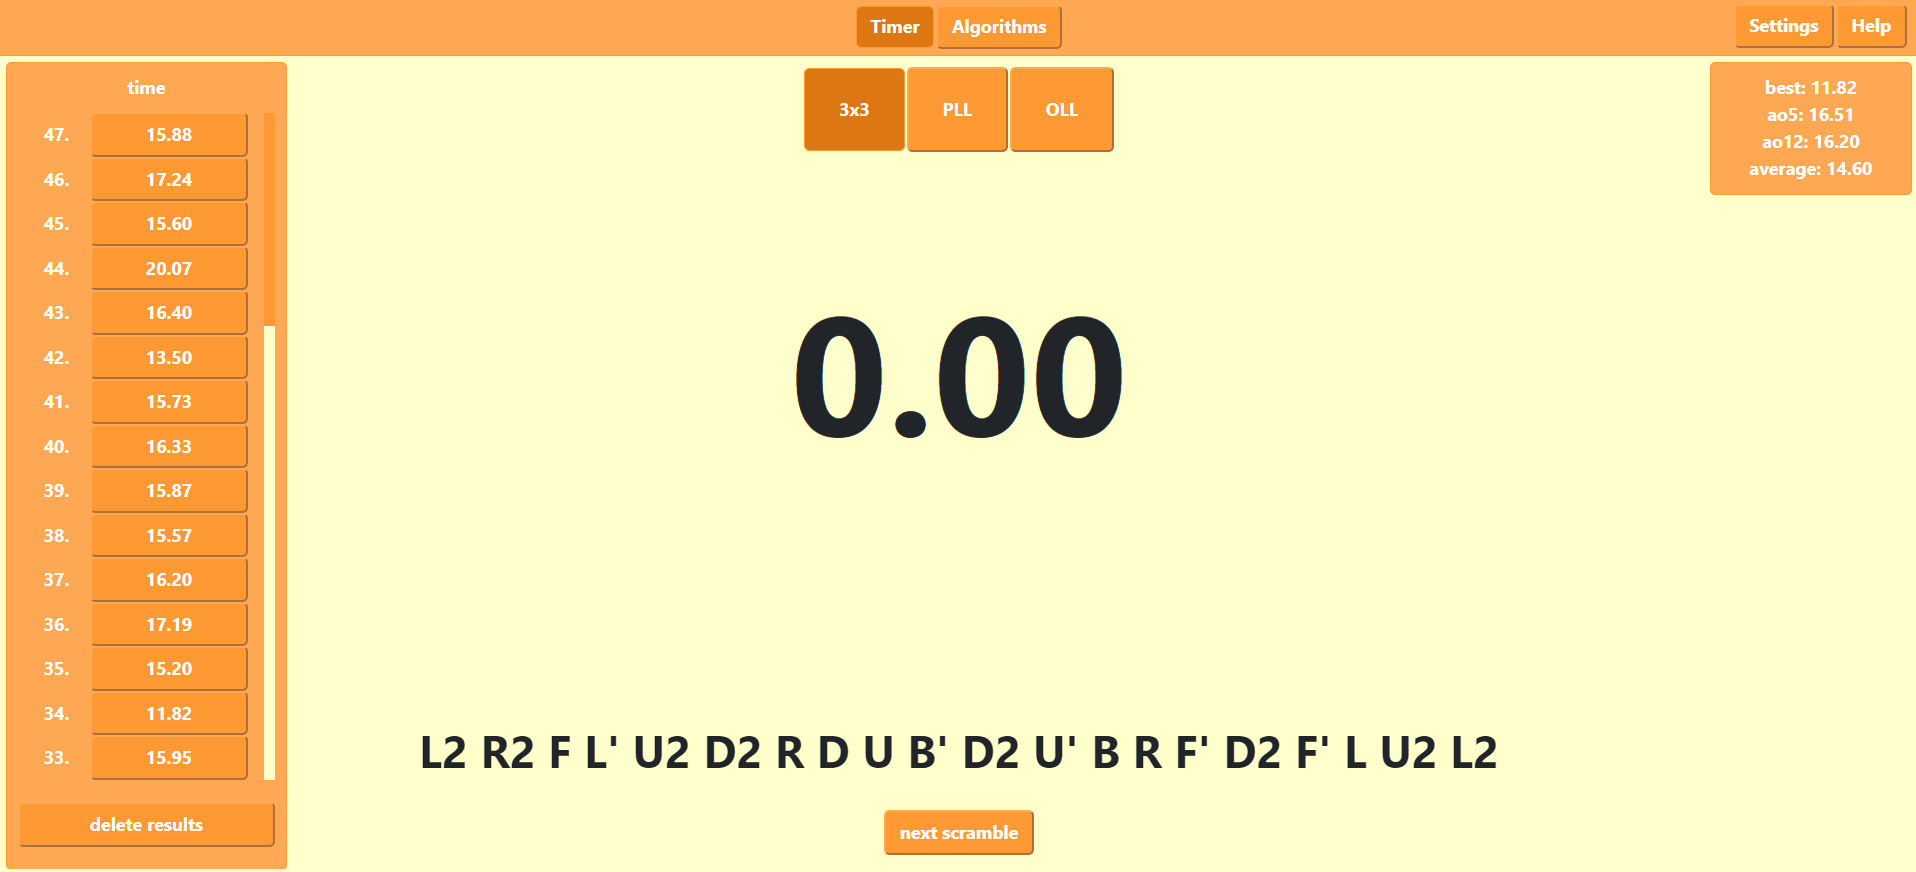 Timer Algorithms Settings Help
time
47. 15.88
46. 17.24
45. 15.60
44. 20.07
43. 16.40
42. 13.50
41. 15.73
40. 16.33
39. 15.87
38. 15.57
37. 16.20
36. 17.19
35. 15.20
34. 11.82
33. 15.95
delete results
3x3 PLL OLL
0.00
L2 R2 F L' U2 D2 R D U B' D2 U' B R F' D2 F' L U2 L2
next scramble
best: 11.82
ao5: 16.51
ao12: 16.20
average: 14.60